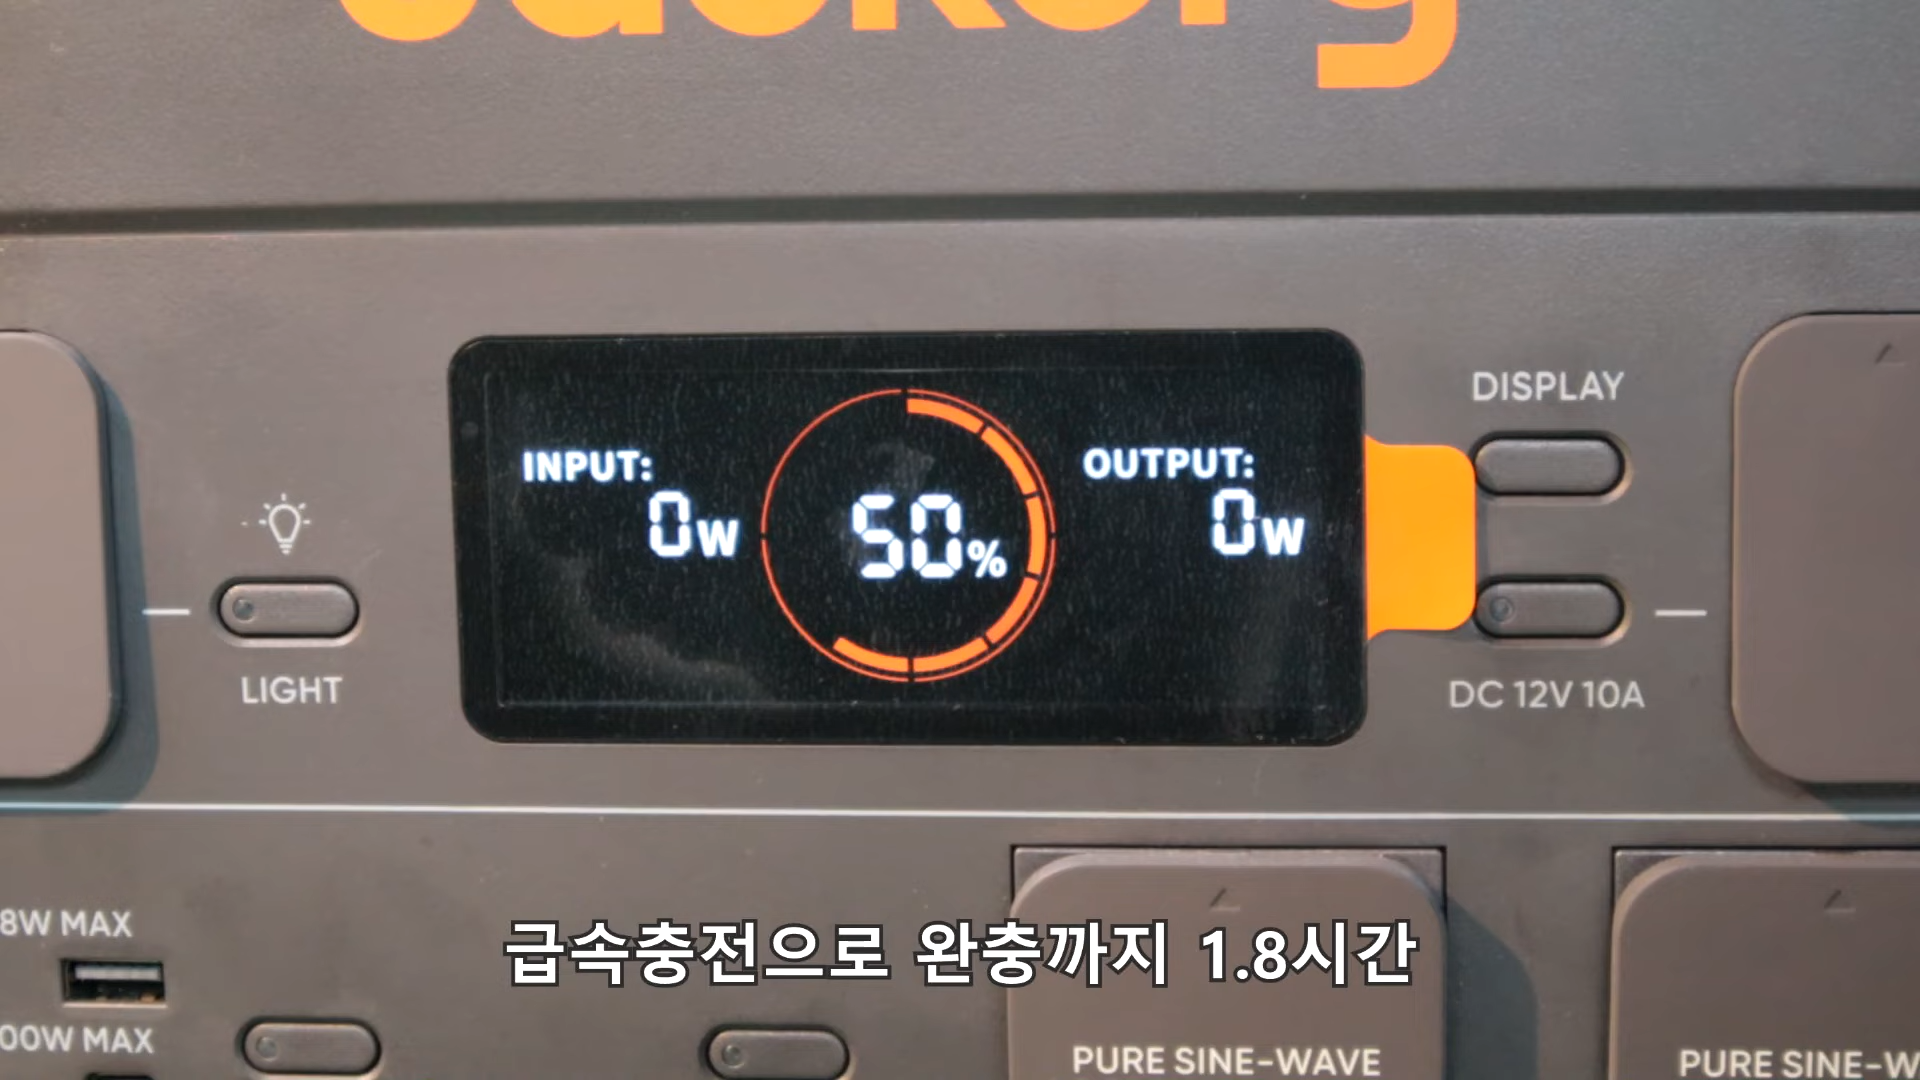 INPUT:
0W
50%
OUTPUT:
0W
DISPLAY
LIGHT
DC 12V 10A
8W MAX
00W MAX
급속충전으로 완충까지 1.8시간
PURE SINE-WAVE
PURE SINE-W